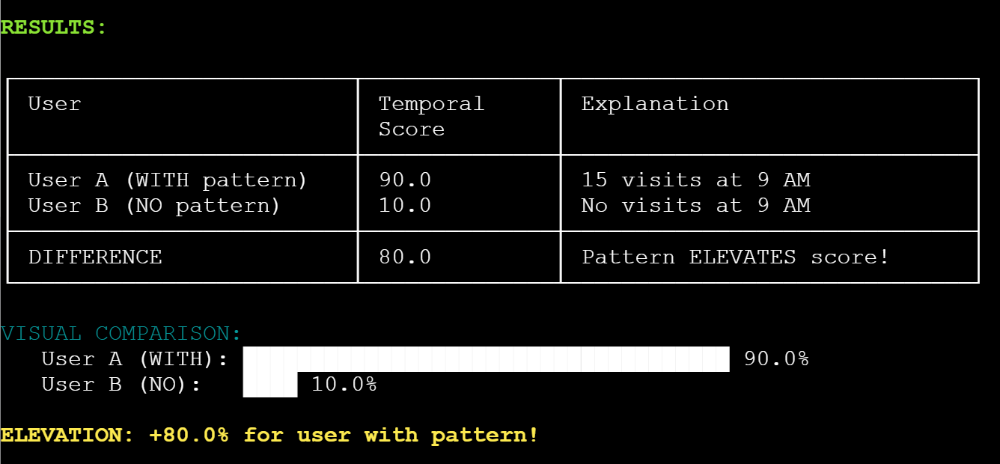 RESULTS:
User Temporal Score Explanation
User A (WITH pattern) 90.0 15 visits at 9 AM
User B (NO pattern) 10.0 No visits at 9 AM
DIFFERENCE 80.0 Pattern ELEVATES score!
VISUAL COMPARISON:
User A (WITH): 90.0%
User B (NO): 10.0%
ELEVATION: +80.0% for user with pattern!